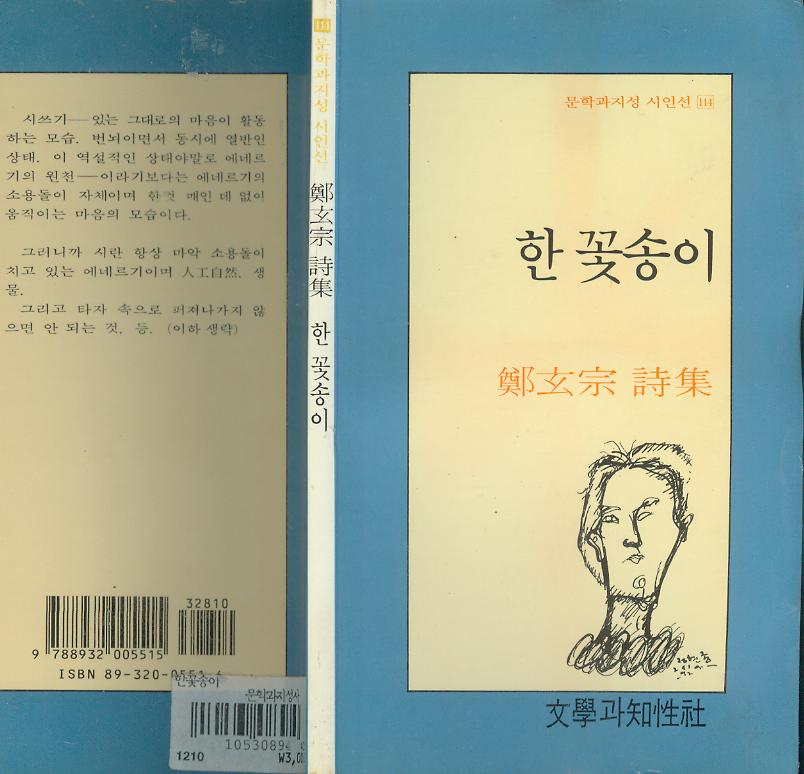 시쓰기──있는 그대로의 마음이 활동
하는 모습. 번뇌이면서 동시에 열반인
상태. 이 역설적인 상태야말로 에네르
기의 원천──이라기보다는 에네르기의
소용돌이 자체이며 한것 매인 데 없이
움직이는 마음의 모습이다.
그러니까 시란 항상 마악 소용돌이
치고 있는 에네르기이며 人工自然. 생
물.
그리고 타자 속으로 퍼져나가지 않
으면 안 되는 것. 등. (이하 생략)
32810
9 788932 005515
ISBN 89-320-0551-6
한꽃송이
문학과지성사
10530894
1210
₩3,0
114 문학과지성 시인선
鄭玄宗 詩集
한 꽃송이
문학과지성 시인선 114
한 꽃송이
鄭玄宗 詩集
文學과知性社